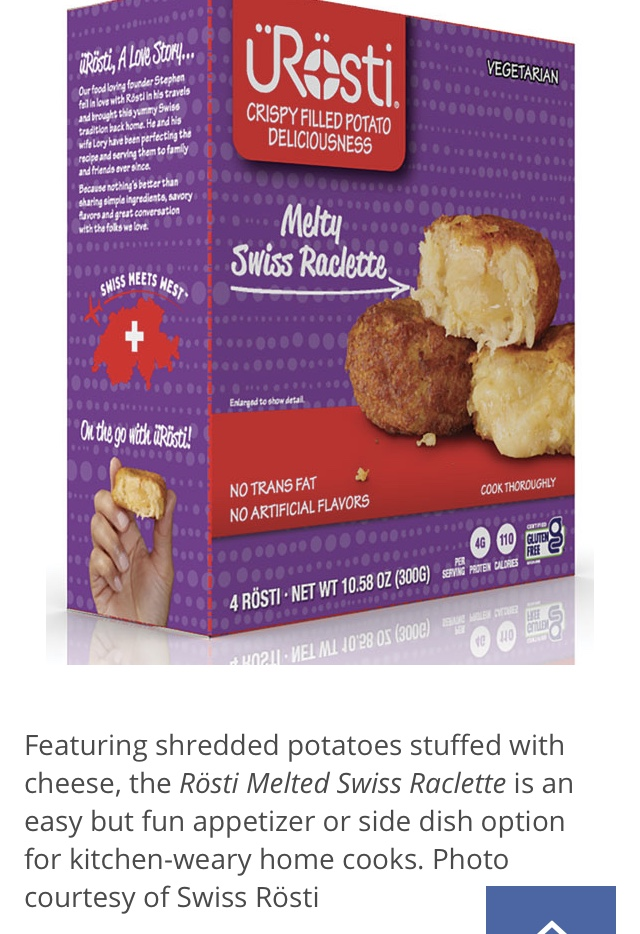 üRösti, A Love Story...
Our food loving founder Stephen
fell in love with Rösti in his travels
and brought this yummy Swiss
tradition back home. He and his
wife Lory have been perfecting the
recipe and serving them to family
and friends ever since.
Because nothing's better than
sharing simple ingredients, savory
flavors and great conversation
with the folks we love.
SWISS MEETS WEST
On the go with üRösti!
üRösti®
CRISPY FILLED POTATO
DELICIOUSNESS
VEGETARIAN
Melty
Swiss Raclette
Enlarged to show detail.
NO TRANS FAT
NO ARTIFICIAL FLAVORS
COOK THOROUGHLY
4 RÖSTI · NET WT 10.58 OZ (300G)
PER
SERVING
4G
PROTEIN
110
CALORIES
CERTIFIED
GLUTEN
FREE
Featuring shredded potatoes stuffed with
cheese, the Rösti Melted Swiss Raclette is an
easy but fun appetizer or side dish option
for kitchen-weary home cooks. Photo
courtesy of Swiss Rösti